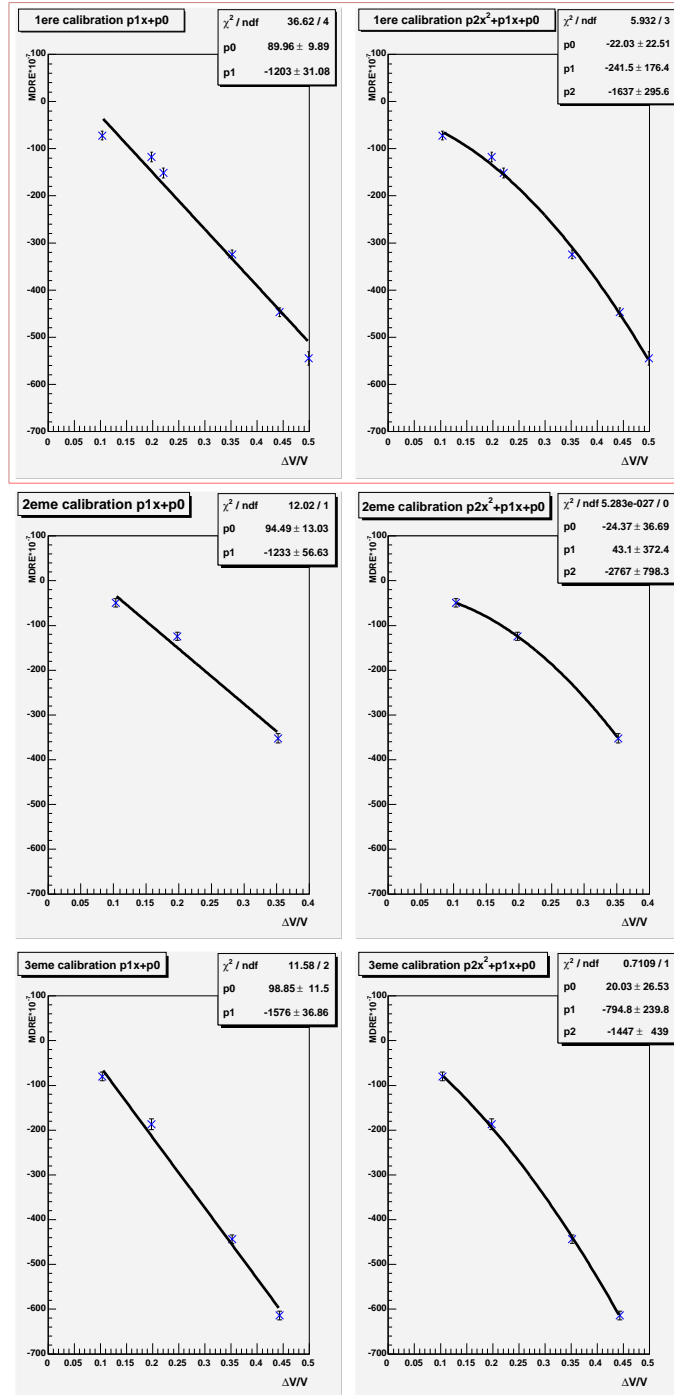 1ere calibration p1x+p0
χ² / ndf 36.62 / 4
p0 89.96 ± 9.89
p1 -1203 ± 31.08
MDRE*10⁻⁷
100
0
-100
-200
-300
-400
-500
-600
-700
0 0.05 0.1 0.15 0.2 0.25 0.3 0.35 0.4 0.45 0.5
ΔV/V
1ere calibration p2x²+p1x+p0
χ² / ndf 5.932 / 3
p0 -22.03 ± 22.51
p1 -241.5 ± 176.4
p2 -1637 ± 295.6
MDRE*10⁻⁷
100
0
-100
-200
-300
-400
-500
-600
-700
0 0.05 0.1 0.15 0.2 0.25 0.3 0.35 0.4 0.45 0.5
ΔV/V
2eme calibration p1x+p0
χ² / ndf 12.02 / 1
p0 94.49 ± 13.03
p1 -1233 ± 56.63
MDRE*10⁻⁷
100
0
-100
-200
-300
-400
-500
-600
-700
0 0.05 0.1 0.15 0.2 0.25 0.3 0.35 0.4
ΔV/V
2eme calibration p2x²+p1x+p0
χ² / ndf 5.283e-027 / 0
p0 -24.37 ± 36.69
p1 43.1 ± 372.4
p2 -2767 ± 798.3
MDRE*10⁻⁷
100
0
-100
-200
-300
-400
-500
-600
-700
0 0.05 0.1 0.15 0.2 0.25 0.3 0.35 0.4
ΔV/V
3eme calibration p1x+p0
χ² / ndf 11.58 / 2
p0 98.85 ± 11.5
p1 -1576 ± 36.86
MDRE*10⁻⁷
100
0
-100
-200
-300
-400
-500
-600
-700
0 0.05 0.1 0.15 0.2 0.25 0.3 0.35 0.4 0.45 0.5
ΔV/V
3eme calibration p2x²+p1x+p0
χ² / ndf 0.7109 / 1
p0 20.03 ± 26.53
p1 -794.8 ± 239.8
p2 -1447 ± 439
MDRE*10⁻⁷
100
0
-100
-200
-300
-400
-500
-600
-700
0 0.05 0.1 0.15 0.2 0.25 0.3 0.35 0.4 0.45 0.5
ΔV/V